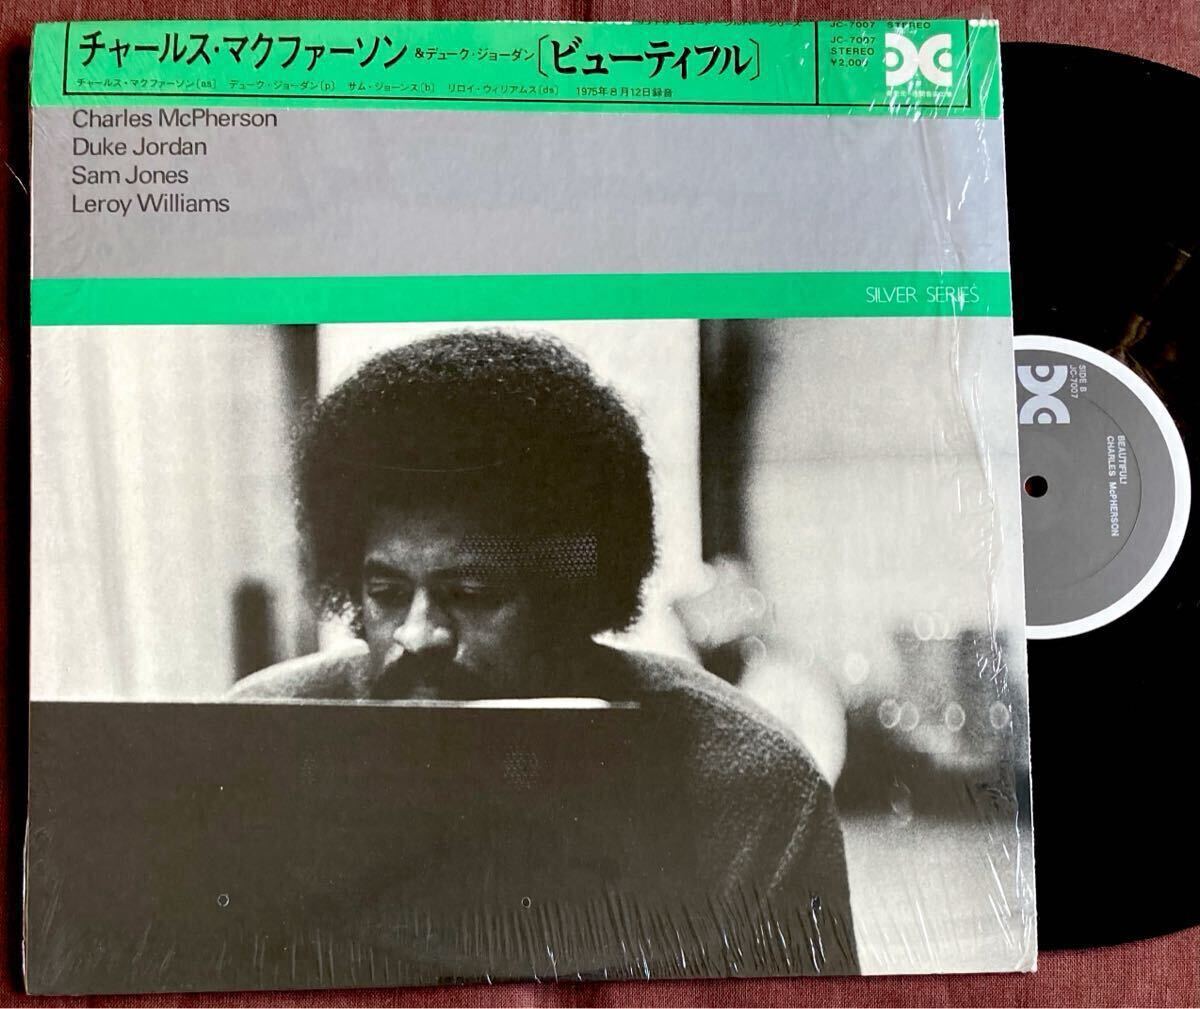 JC-7007 STEREO
チャールス・マクファーソン &デューク・ジョーダン〔ビューティフル〕
JC-7007
STEREO
¥2,000
チャールス・マクファーソン〔as〕 デューク・ジョーダン〔p〕 サム・ジョーンズ〔b〕 リロイ・ウィリアムス〔ds〕 1975年8月12日録音
Charles McPherson
Duke Jordan
Sam Jones
Leroy Williams
SILVER SERIES
SIDE B
JC-7007
BEAUTIFUL!
CHARLES McPHERSON